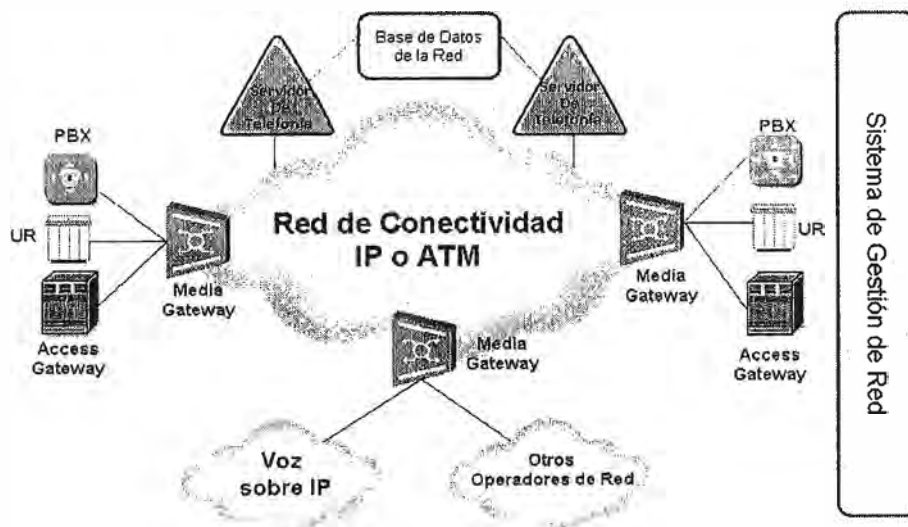 Base de Datos
de la Red
Servidor
De
Telefonía
Servidor
De
Telefonía
PBX
UR
Access
Gateway
Media
Gateway
Red de Conectividad
IP o ATM
Media
Gateway
PBX
UR
Access
Gateway
Media
Gateway
Voz
sobre IP
Otros
Operadores de Red
Sistema de Gestión de Red